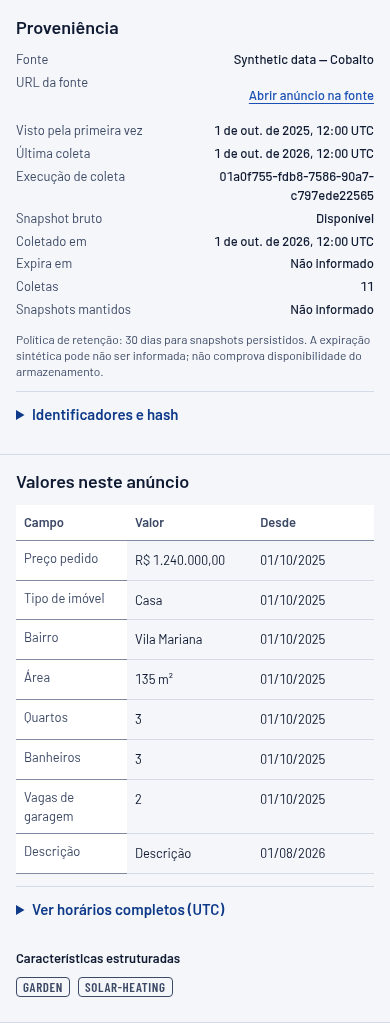 Proveniência
Fonte Synthetic data — Cobalto
URL da fonte
Abrir anúncio na fonte
Visto pela primeira vez 1 de out. de 2025, 12:00 UTC
Última coleta 1 de out. de 2026, 12:00 UTC
Execução de coleta 01a0f755-fdb8-7586-90a7-
c797ede22565
Snapshot bruto Disponível
Coletado em 1 de out. de 2026, 12:00 UTC
Expira em Não informado
Coletas 11
Snapshots mantidos Não informado
Política de retenção: 30 dias para snapshots persistidos. A expiração
sintética pode não ser informada; não comprova disponibilidade do
armazenamento.
Identificadores e hash
Valores neste anúncio
Campo Valor Desde
Preço pedido R$ 1.240.000,00 01/10/2025
Tipo de imóvel Casa 01/10/2025
Bairro Vila Mariana 01/10/2025
Área 135 m² 01/10/2025
Quartos 3 01/10/2025
Banheiros 3 01/10/2025
Vagas de
garagem 2 01/10/2025
Descrição Descrição 01/08/2026
Ver horários completos (UTC)
Características estruturadas
GARDEN SOLAR-HEATING